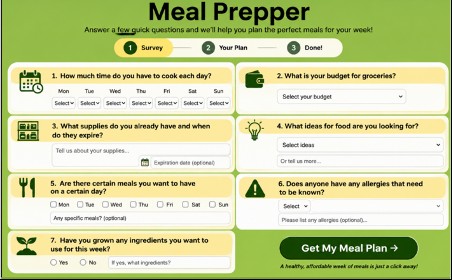 Meal Prepper
Answer a few quick questions and we'll help you plan the perfect meals for your week!
1 Survey 2 Your Plan 3 Done!
1. How much time do you have to cook each day?
Mon Tue Wed Thu Fri Sat Sun
Select Select Select Select Select Select Select
2. What is your budget for groceries?
Select your budget
3. What supplies do you already have and when
do they expire?
Tell us about your supplies...
Expiration date (optional)
4. What ideas for food are you looking for?
Select ideas
Or tell us more...
5. Are there certain meals you want to have
on a certain day?
Mon Tue Wed Thu Fri Sat Sun
Any specific meals? (optional)
6. Does anyone have any allergies that need
to be known?
Select
Please list any allergies (optional)...
7. Have you grown any ingredients you want to
use for this week?
Yes No If yes, what ingredients?
Get My Meal Plan →
A healthy, affordable week of meals is just a click away!